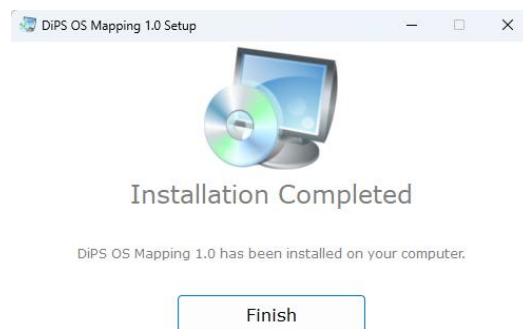 DiPS OS Mapping 1.0 Setup
Installation Completed
DiPS OS Mapping 1.0 has been installed on your computer.
Finish